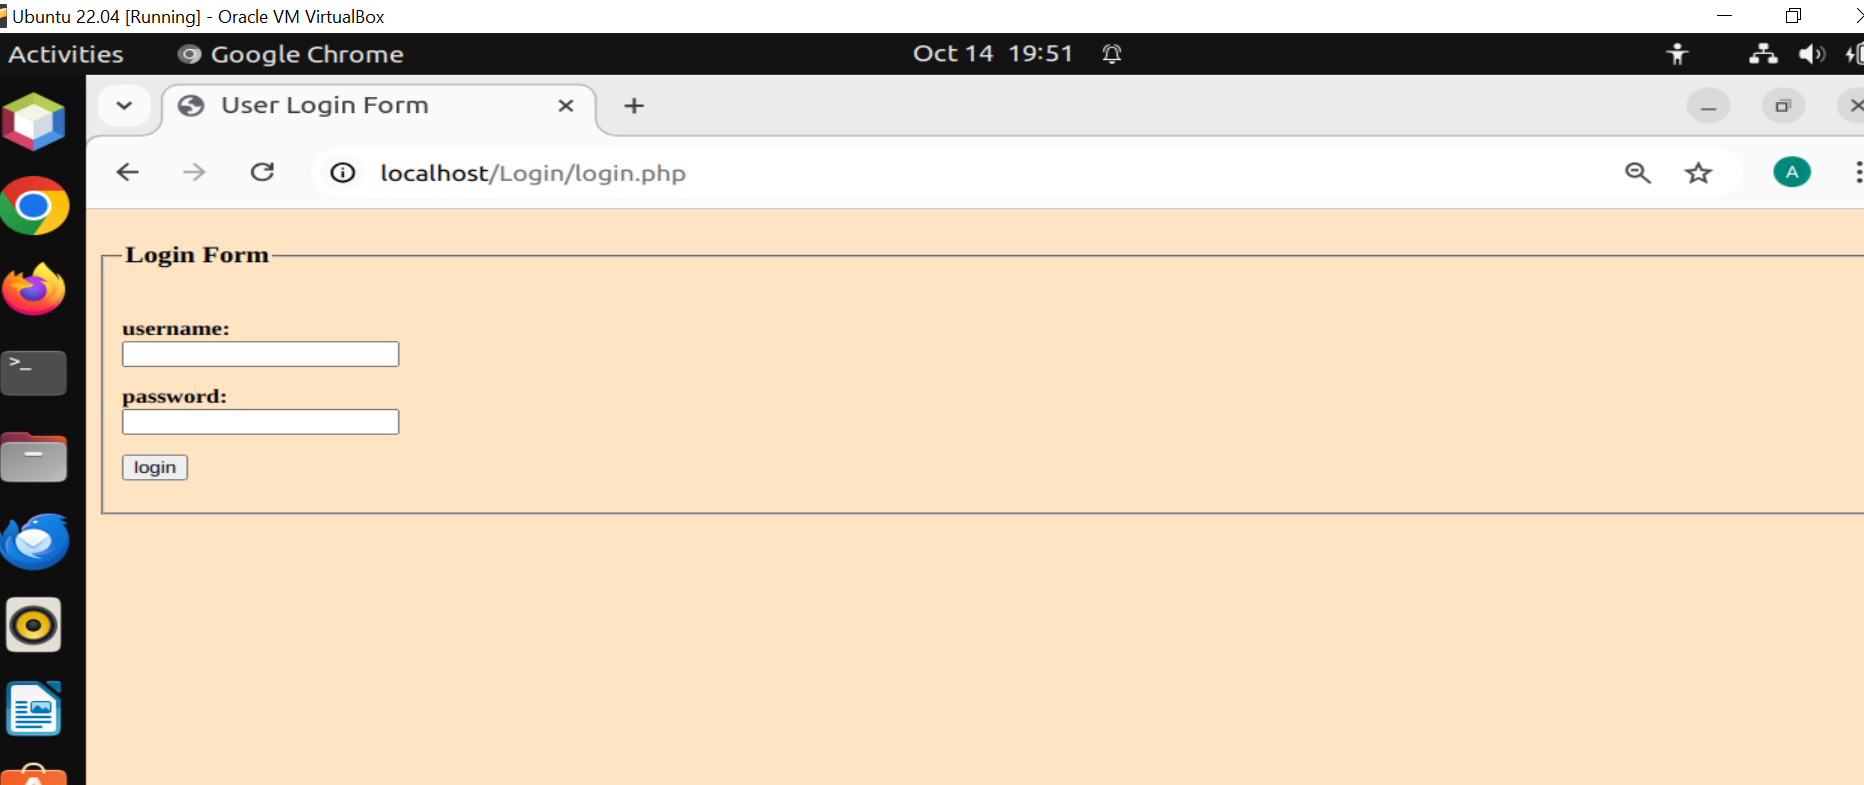 Ubuntu 22.04 [Running] - Oracle VM VirtualBox
Activities Google Chrome Oct 14 19:51
User Login Form
localhost/Login/login.php A
Login Form
username:
password:
login